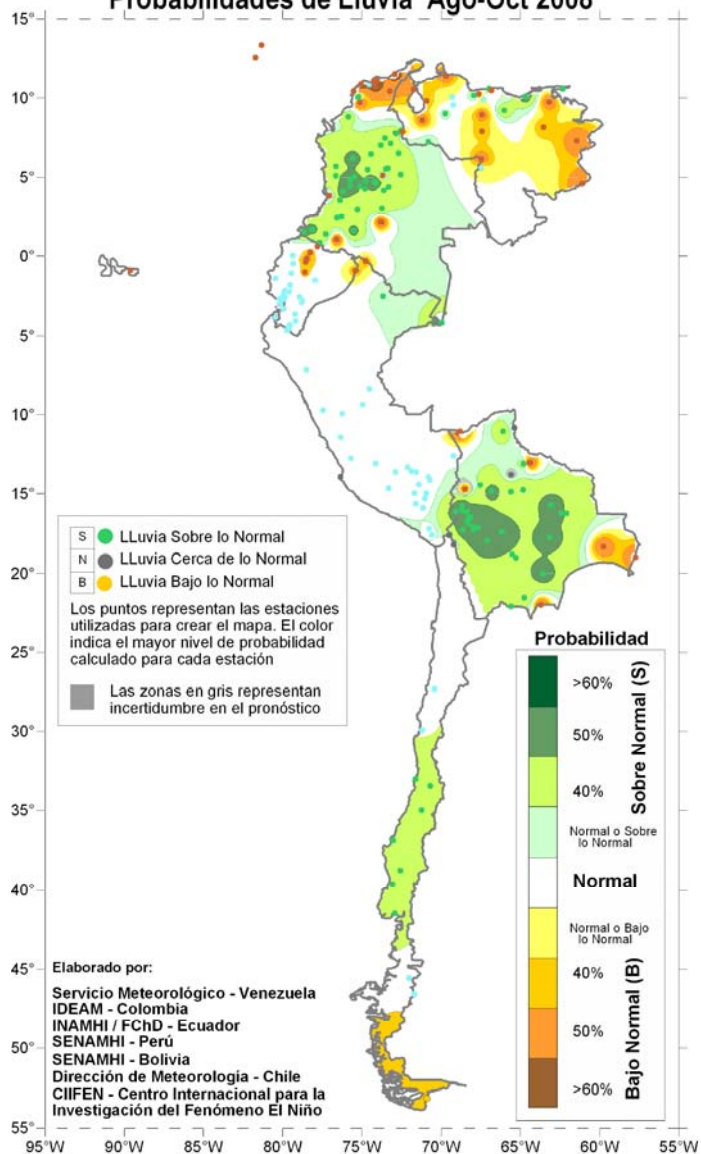 Probabilidades de Lluvia Ago-Oct 2008
15°
10°
5°
0°
5°
10°
15°
20°
25°
30°
35°
40°
45°
50°
55°
95°W 90°W 85°W 80°W 75°W 70°W 65°W 60°W 55°W
S LLuvia Sobre lo Normal
N LLuvia Cerca de lo Normal
B LLuvia Bajo lo Normal
Los puntos representan las estaciones
utilizadas para crear el mapa. El color
indica el mayor nivel de probabilidad
calculado para cada estación
Las zonas en gris representan
incertidumbre en el pronóstico
Probabilidad
>60%
50%
40%
Normal o Sobre
lo Normal
Normal
Normal o Bajo
lo Normal
40%
50%
>60%
Sobre Normal (S)
Bajo Normal (B)
Elaborado por:
Servicio Meteorológico - Venezuela
IDEAM - Colombia
INAMHI / FChD - Ecuador
SENAMHI - Perú
SENAMHI - Bolivia
Dirección de Meteorología - Chile
CIIFEN - Centro Internacional para la
Investigación del Fenómeno El Niño